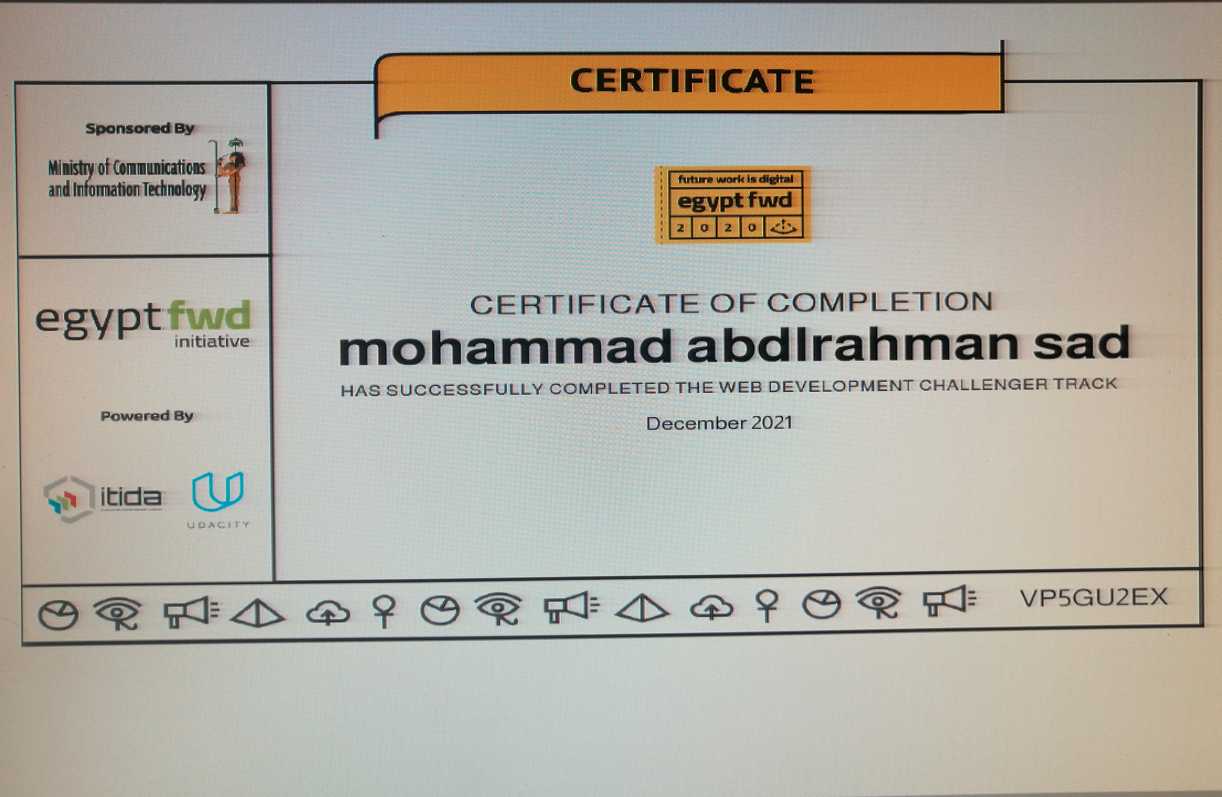 CERTIFICATE
Sponsored By
Ministry of Communications
and Information Technology
egyptfwd
initiative
Powered By
itida
UDACITY
future work is digital
egypt fwd
2 0 2 0
CERTIFICATE OF COMPLETION
mohammad abdlrahman sad
HAS SUCCESSFULLY COMPLETED THE WEB DEVELOPMENT CHALLENGER TRACK
December 2021
VP5GU2EX